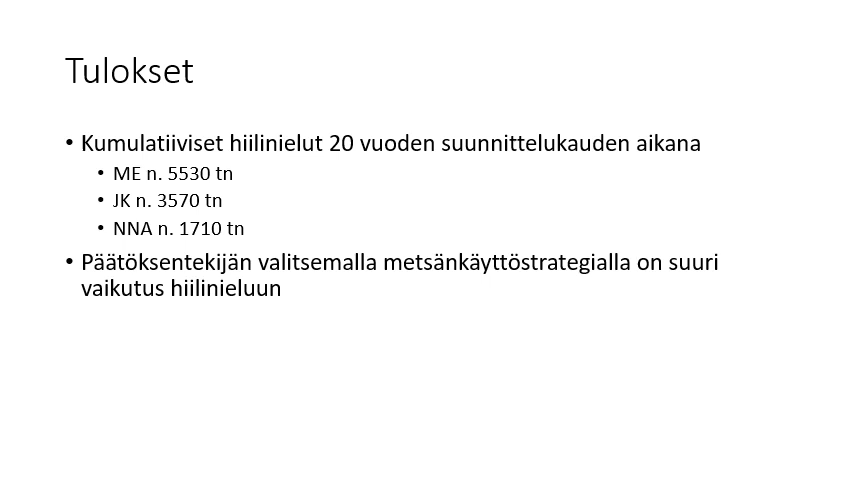 Tulokset
• Kumulatiiviset hiilinielut 20 vuoden suunnittelukauden aikana
• ME n. 5530 tn
• JK n. 3570 tn
• NNA n. 1710 tn
• Päätöksentekijän valitsemalla metsänkäyttöstrategialla on suuri
vaikutus hiilinieluun